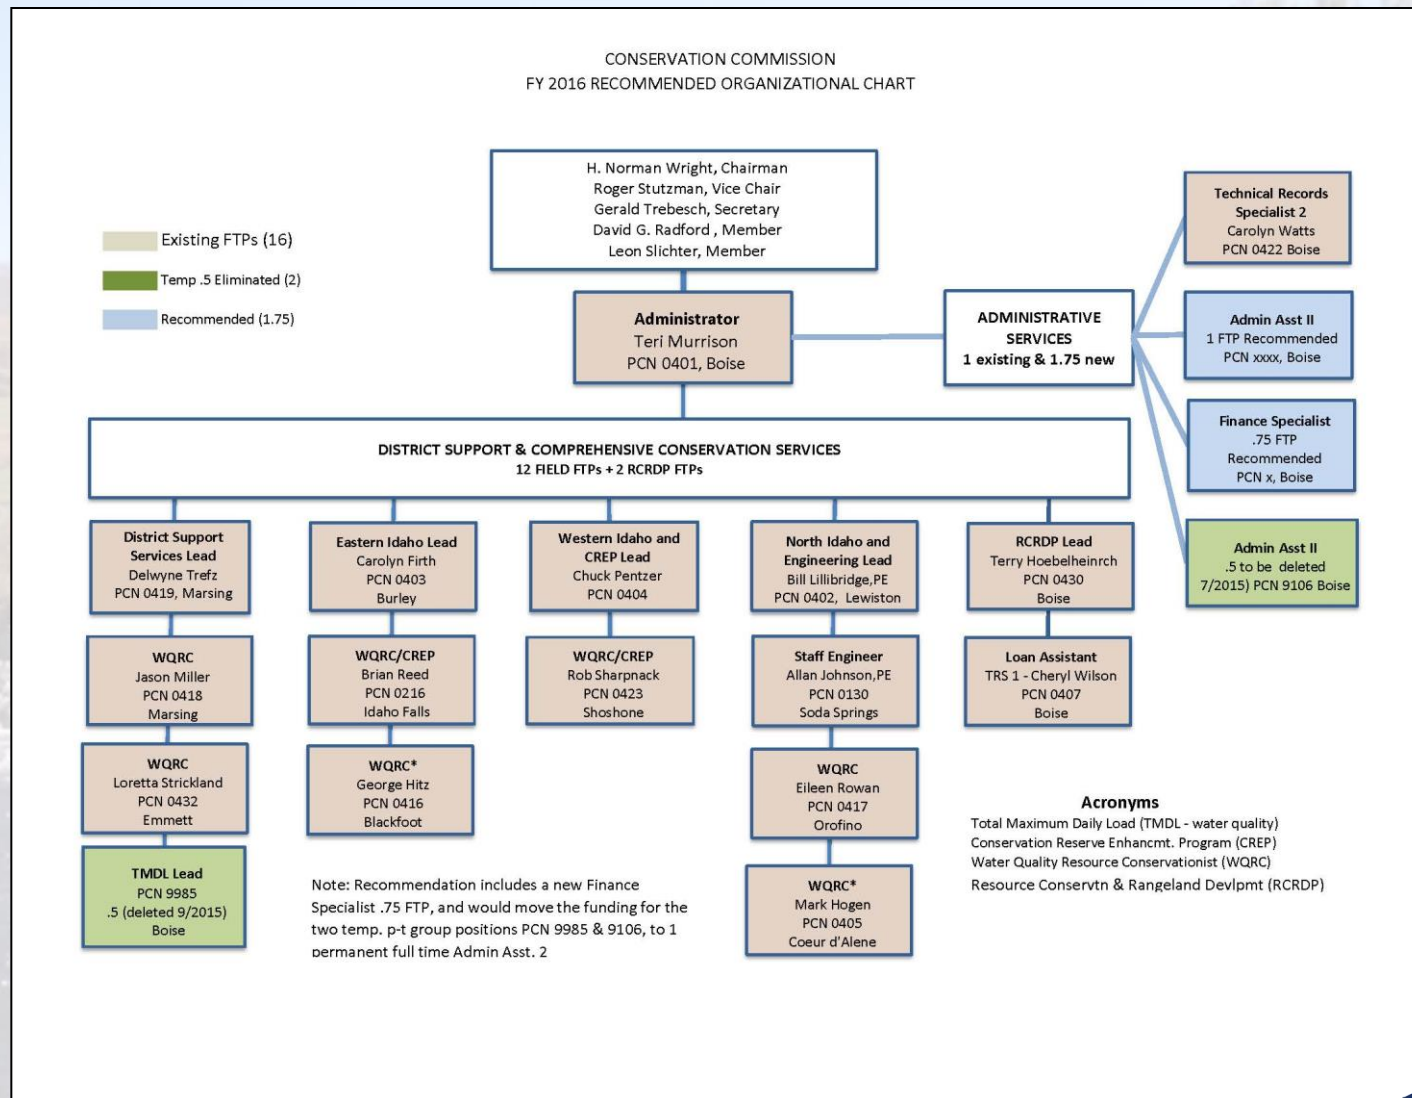 CONSERVATION COMMISSION
FY 2016 RECOMMENDED ORGANIZATIONAL CHART
H. Norman Wright, Chairman
Roger Stutzman, Vice Chair
Gerald Trebesch, Secretary
David G. Radford , Member
Leon Slichter, Member
Existing FTPs (16)
Temp .5 Eliminated (2)
Recommended (1.75)
Administrator
Teri Murrison
PCN 0401, Boise
ADMINISTRATIVE
SERVICES
1 existing & 1.75 new
Technical Records
Specialist 2
Carolyn Watts
PCN 0422 Boise
Admin Asst II
1 FTP Recommended
PCN xxxx, Boise
Finance Specialist
.75 FTP
Recommended
PCN x, Boise
Admin Asst II
.5 to be deleted
7/2015) PCN 9106 Boise
DISTRICT SUPPORT & COMPREHENSIVE CONSERVATION SERVICES
12 FIELD FTPs + 2 RCRDP FTPs
District Support
Services Lead
Delwyne Trefz
PCN 0419, Marsing
WQRC
Jason Miller
PCN 0418
Marsing
WQRC
Loretta Strickland
PCN 0432
Emmett
TMDL Lead
PCN 9985
.5 (deleted 9/2015)
Boise
Eastern Idaho Lead
Carolyn Firth
PCN 0403
Burley
WQRC/CREP
Brian Reed
PCN 0216
Idaho Falls
WQRC*
George Hitz
PCN 0416
Blackfoot
Western Idaho and
CREP Lead
Chuck Pentzer
PCN 0404
WQRC/CREP
Rob Sharpnack
PCN 0423
Shoshone
North Idaho and
Engineering Lead
Bill Lillibridge,PE
PCN 0402, Lewiston
Staff Engineer
Allan Johnson,PE
PCN 0130
Soda Springs
WQRC
Eileen Rowan
PCN 0417
Orofino
WQRC*
Mark Hogen
PCN 0405
Coeur d'Alene
RCRDP Lead
Terry Hoebelheinrch
PCN 0430
Boise
Loan Assistant
TRS 1 - Cheryl Wilson
PCN 0407
Boise
Note: Recommendation includes a new Finance
Specialist .75 FTP, and would move the funding for the
two temp. p-t group positions PCN 9985 & 9106, to 1
permanent full time Admin Asst. 2
Acronyms
Total Maximum Daily Load (TMDL - water quality)
Conservation Reserve Enhancmt. Program (CREP)
Water Quality Resource Conservationist (WQRC)
Resource Conservtn & Rangeland Devlpmt (RCRDP)